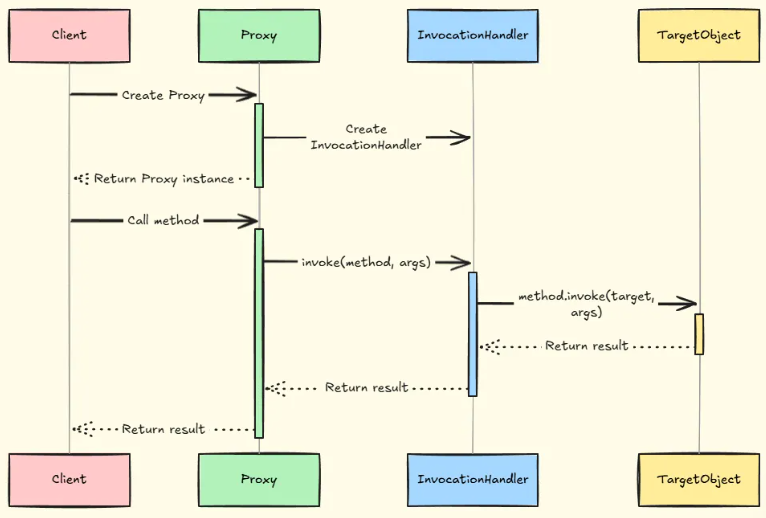 Client
Proxy
InvocationHandler
TargetObject
Create Proxy
Create
InvocationHandler
Return Proxy instance
Call method
invoke(method, args)
method.invoke(target,
args)
Return result
Return result
Return result
Client
Proxy
InvocationHandler
TargetObject